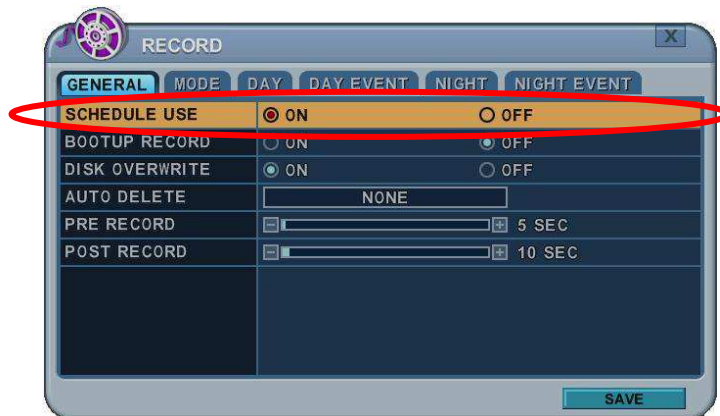 RECORD X
GENERAL MODE DAY DAY EVENT NIGHT NIGHT EVENT
SCHEDULE USE ON OFF
BOOTUP RECORD ON OFF
DISK OVERWRITE ON OFF
AUTO DELETE NONE
PRE RECORD 5 SEC
POST RECORD 10 SEC
SAVE